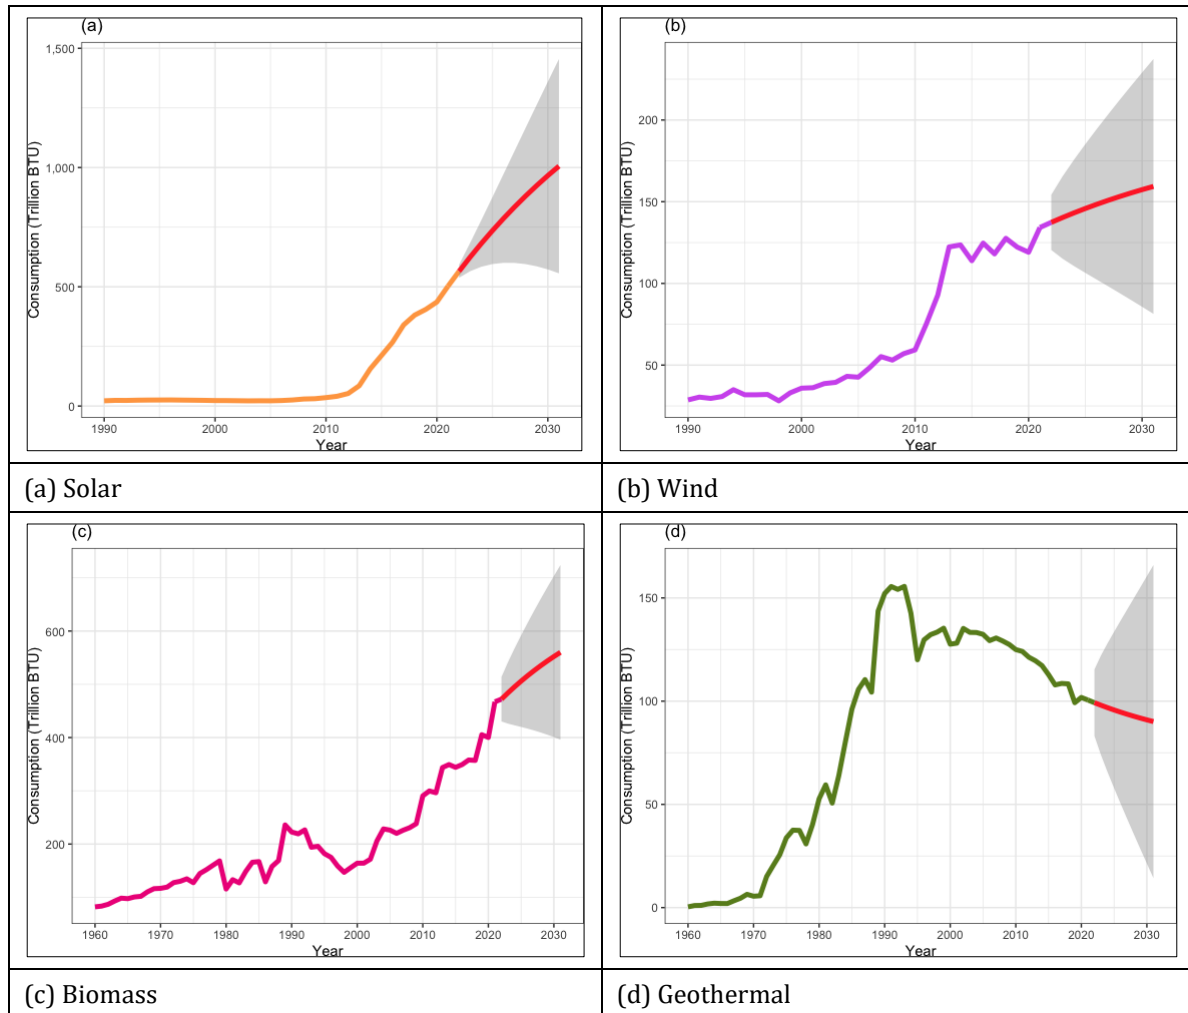 (a)
Consumption (Trillion BTU)
1,500
1,000
500
0
1990 2000 2010 2020 2030
Year
(b)
Consumption (Trillion BTU)
200
150
100
50
1990 2000 2010 2020 2030
Year
(a) Solar
(b) Wind
(c)
Consumption (Trillion BTU)
600
400
200
1960 1970 1980 1990 2000 2010 2020 2030
Year
(d)
Consumption (Trillion BTU)
150
100
50
0
1960 1970 1980 1990 2000 2010 2020 2030
Year
(c) Biomass
(d) Geothermal